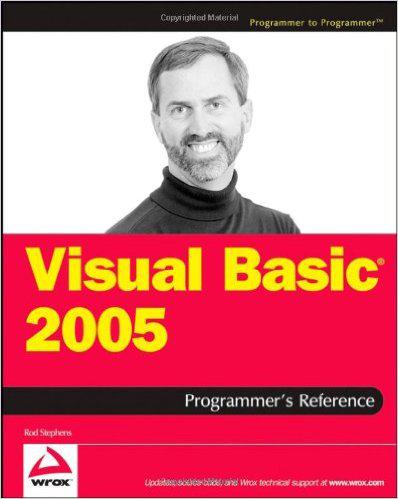 Programmer to Programmer™
Copyrighted Material
Visual Basic®
2005
Programmer's Reference
Rod Stephens
wrox
Updates, source code, and Wrox technical support at www.wrox.com